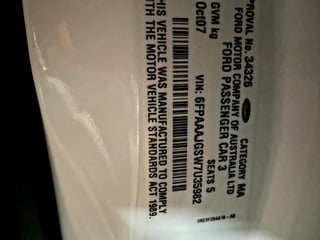 PROVAL No. 34326 CATEGORY MA
FORD MOTOR COMPANY OF AUSTRALIA LTD
FORD PASSENGER CAR 3
GVM kg SEATS 5
Oct07 VIN: 6FPAAAJGSW7U35982
THIS VEHICLE WAS MANUFACTURED TO COMPLY
WITH THE MOTOR VEHICLE STANDARDS ACT 1989.